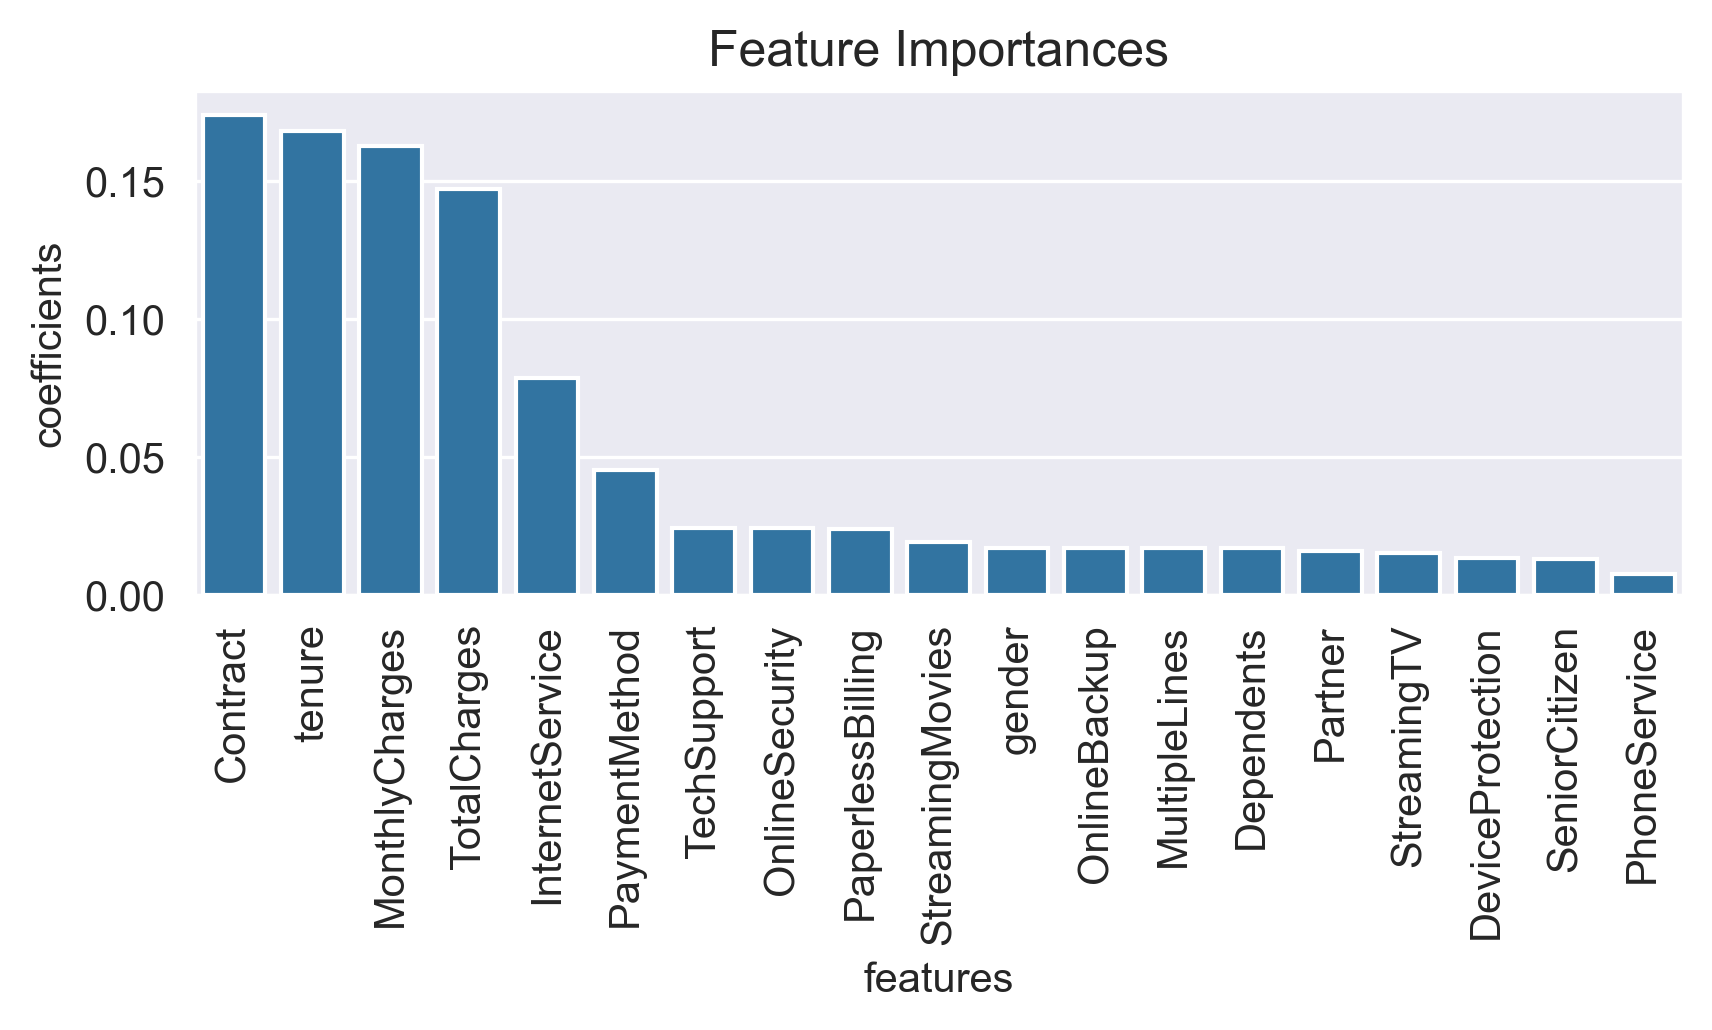 Feature Importances
coefficients
0.15
0.10
0.05
0.00
Contract
tenure
MonthlyCharges
TotalCharges
InternetService
PaymentMethod
TechSupport
OnlineSecurity
PaperlessBilling
StreamingMovies
gender
OnlineBackup
MultipleLines
Dependents
Partner
StreamingTV
DeviceProtection
SeniorCitizen
PhoneService
features